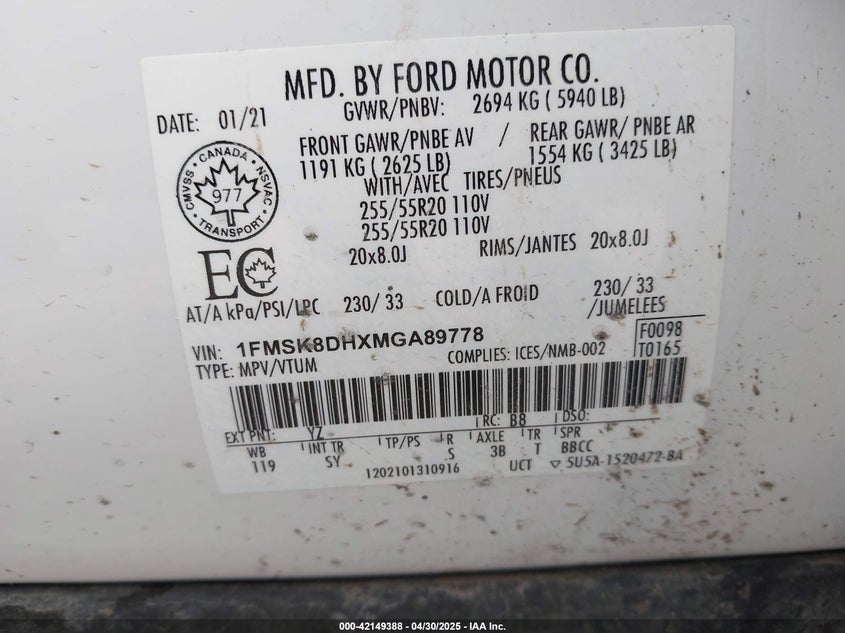 MFD. BY FORD MOTOR CO.
DATE: 01/21
GVWR/PNBV: 2694 KG ( 5940 LB)
FRONT GAWR/PNBE AV / REAR GAWR/ PNBE AR
1191 KG ( 2625 LB) 1554 KG ( 3425 LB)
WITH/AVEC TIRES/PNEUS
255/55R20 110V
255/55R20 110V
20x8.0J RIMS/JANTES 20x8.0J
CANADA
CMVSS NSVAC
977
TRANSPORT
EC
AT/A kPa/PSI/LPC 230/ 33 COLD/A FROID 230/ 33
/JUMELEES
VIN: 1FMSK8DHXMGA89778
F0098
TYPE: MPV/VTUM COMPLIES: ICES/NMB-002 T0165
EXT PNT: YZ RC: B8 DSO:
WB INT TR TP/PS R AXLE TR SPR
119 SY S 3B T BBCC
1202101310916 UCT ▽ 5U5A-1520472-BA
000-42149388 - 04/30/2025 - IAA Inc.